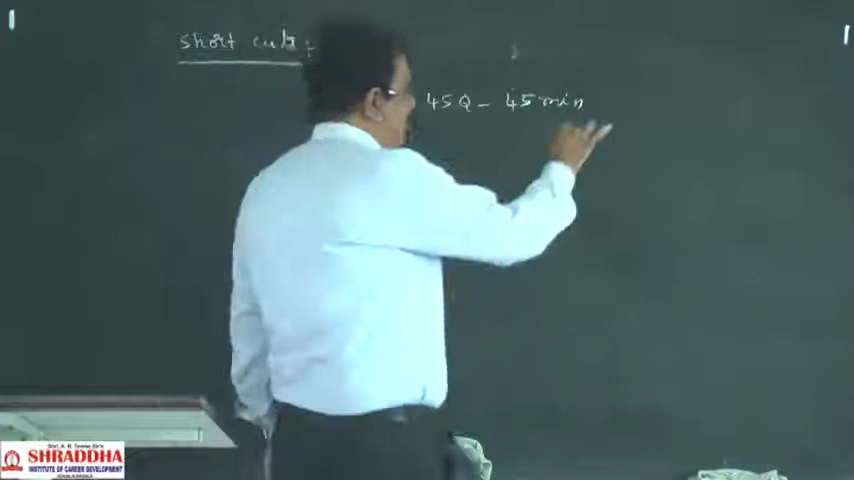 short cuts
45Q - 45 min
SHRADDHA
INSTITUTE OF CAREER DEVELOPMENT